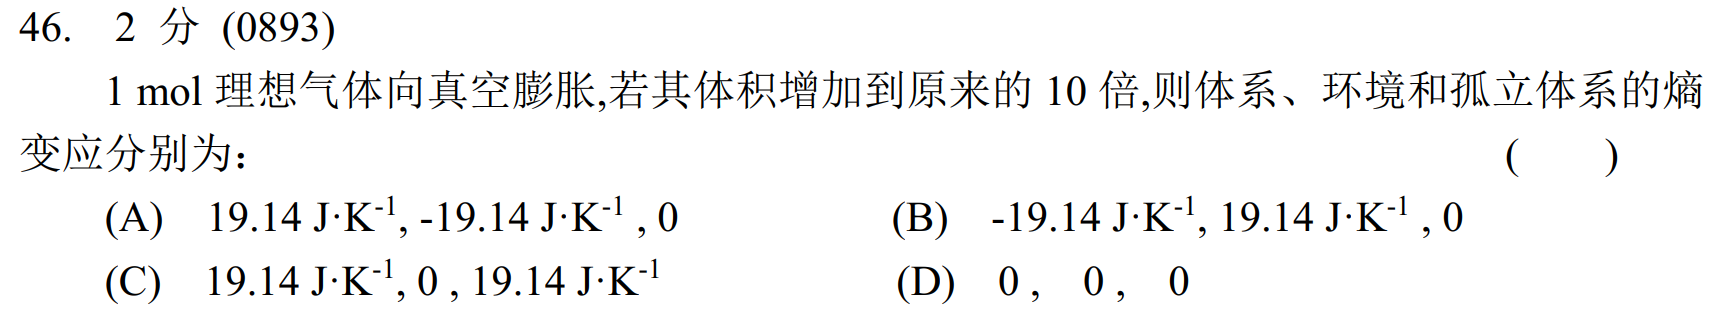 46. 2 分 (0893)
1 mol 理想气体向真空膨胀,若其体积增加到原来的 10 倍,则体系、环境和孤立体系的熵
变应分别为: ( )
(A) 19.14 J·K⁻¹, -19.14 J·K⁻¹ , 0 (B) -19.14 J·K⁻¹, 19.14 J·K⁻¹ , 0
(C) 19.14 J·K⁻¹, 0 , 19.14 J·K⁻¹ (D) 0 , 0 , 0